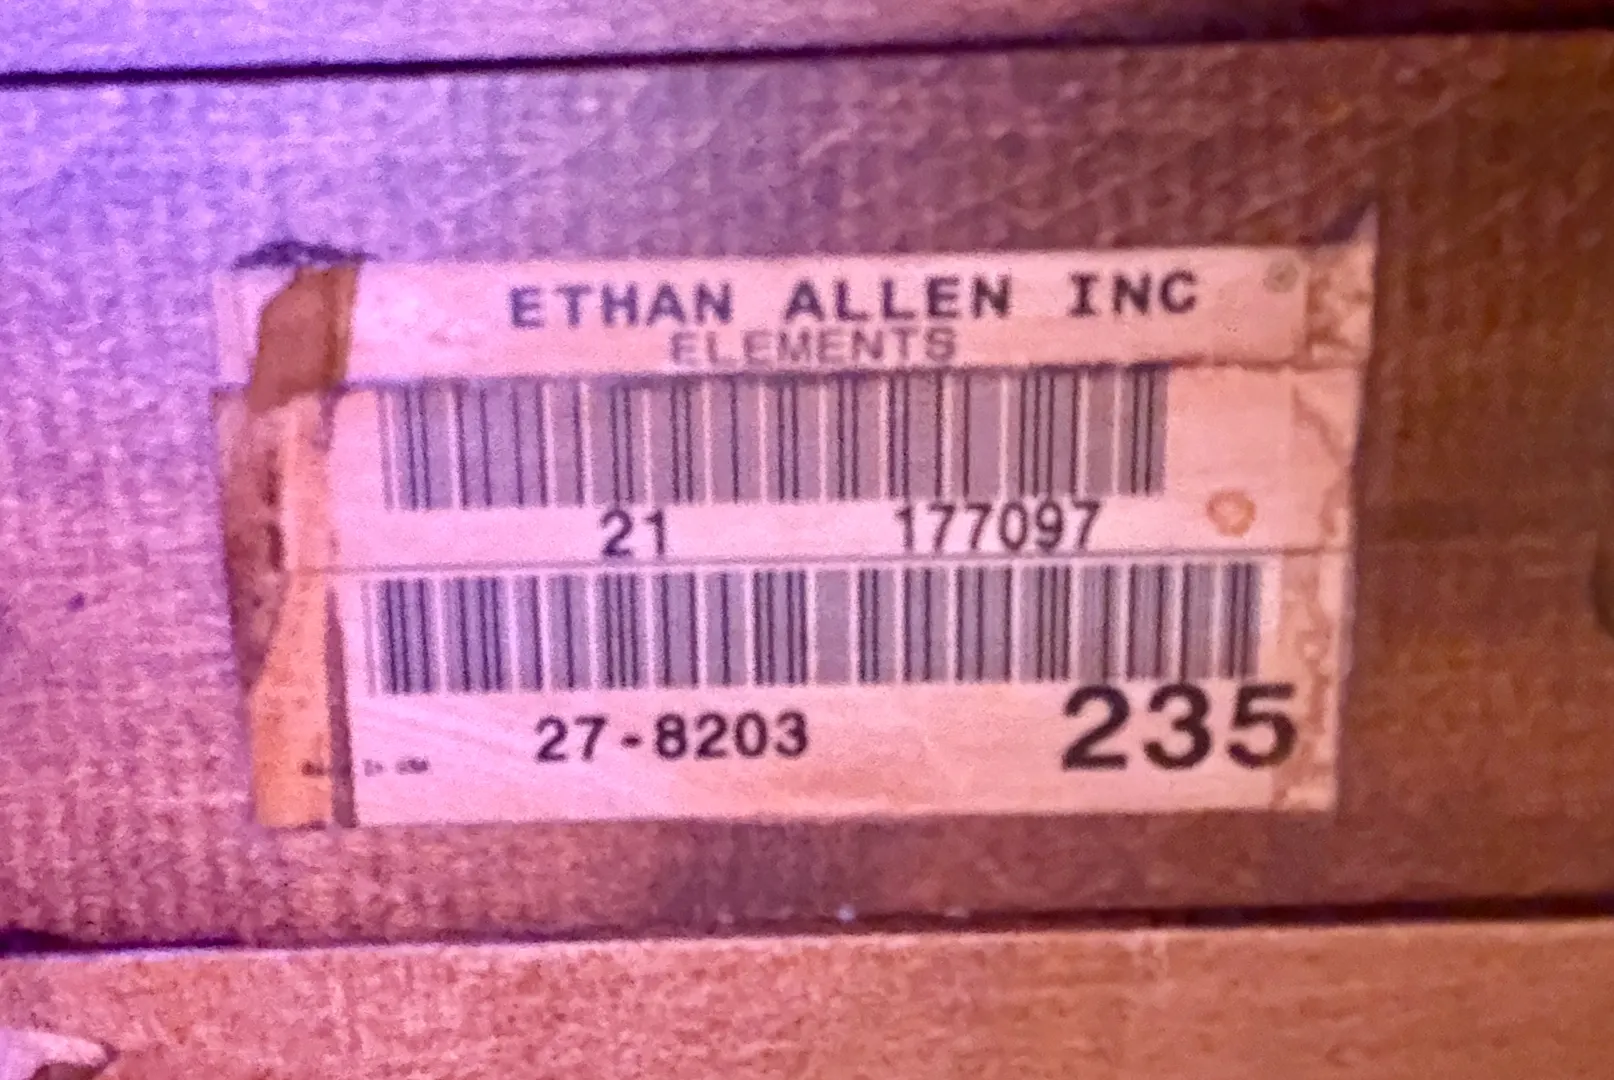 ETHAN ALLEN INC
ELEMENTS
21 177097
27-8203 235